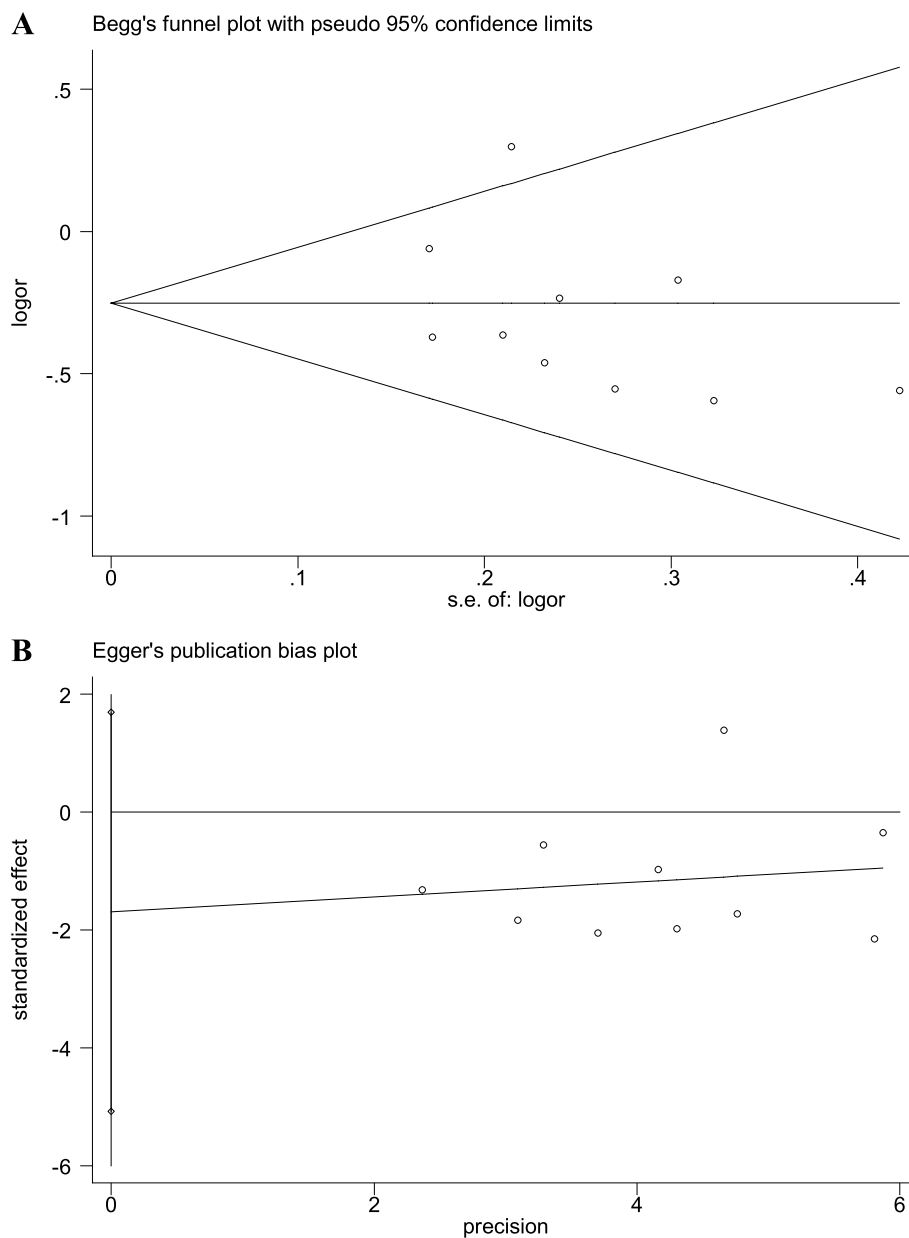 A
Begg's funnel plot with pseudo 95% confidence limits
.5
0
-.5
-1
logor
0 .1 .2 .3 .4
s.e. of: logor
B
Egger's publication bias plot
2
0
-2
-4
-6
standardized effect
0 2 4 6
precision